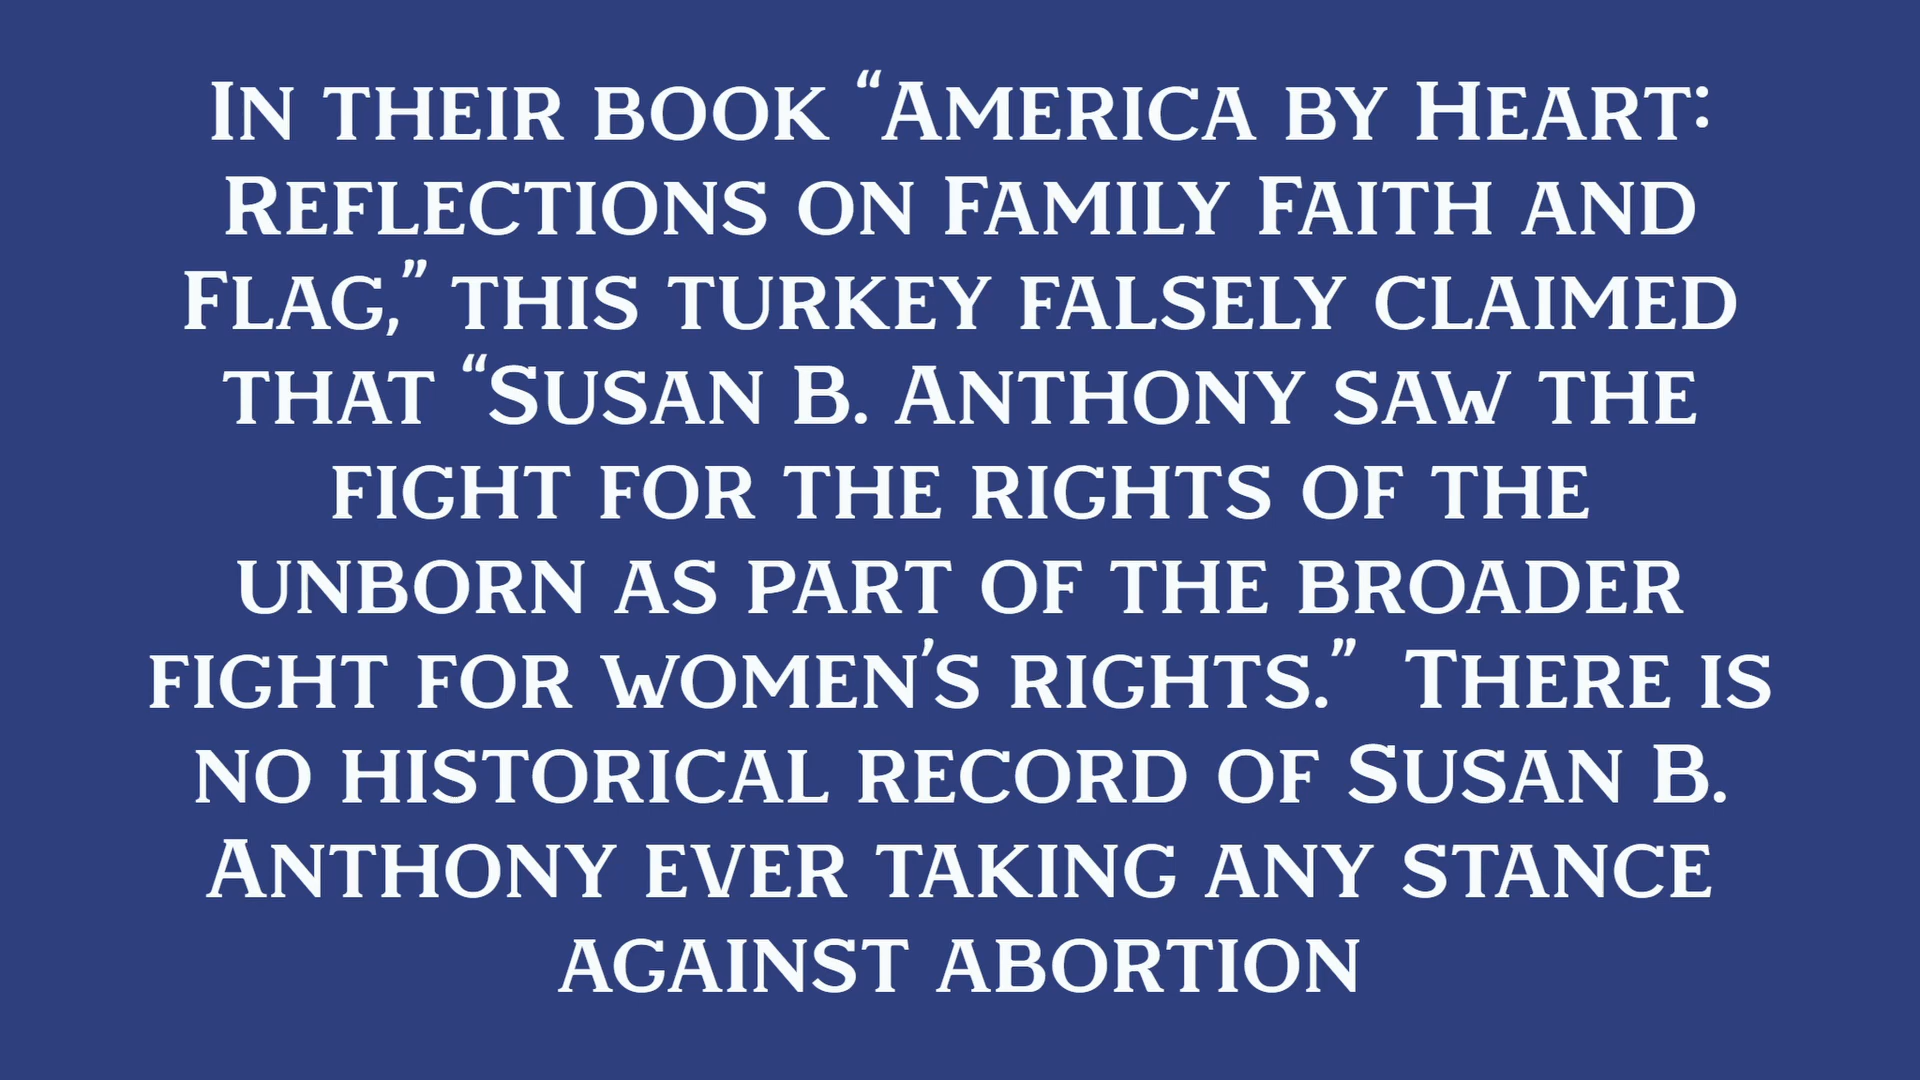 In their book “America by Heart:
Reflections on Family Faith and
Flag,” this turkey falsely claimed
that “Susan B. Anthony saw the
fight for the rights of the
unborn as part of the broader
fight for women’s rights.”  There is
no historical record of Susan B.
Anthony ever taking any stance
against abortion